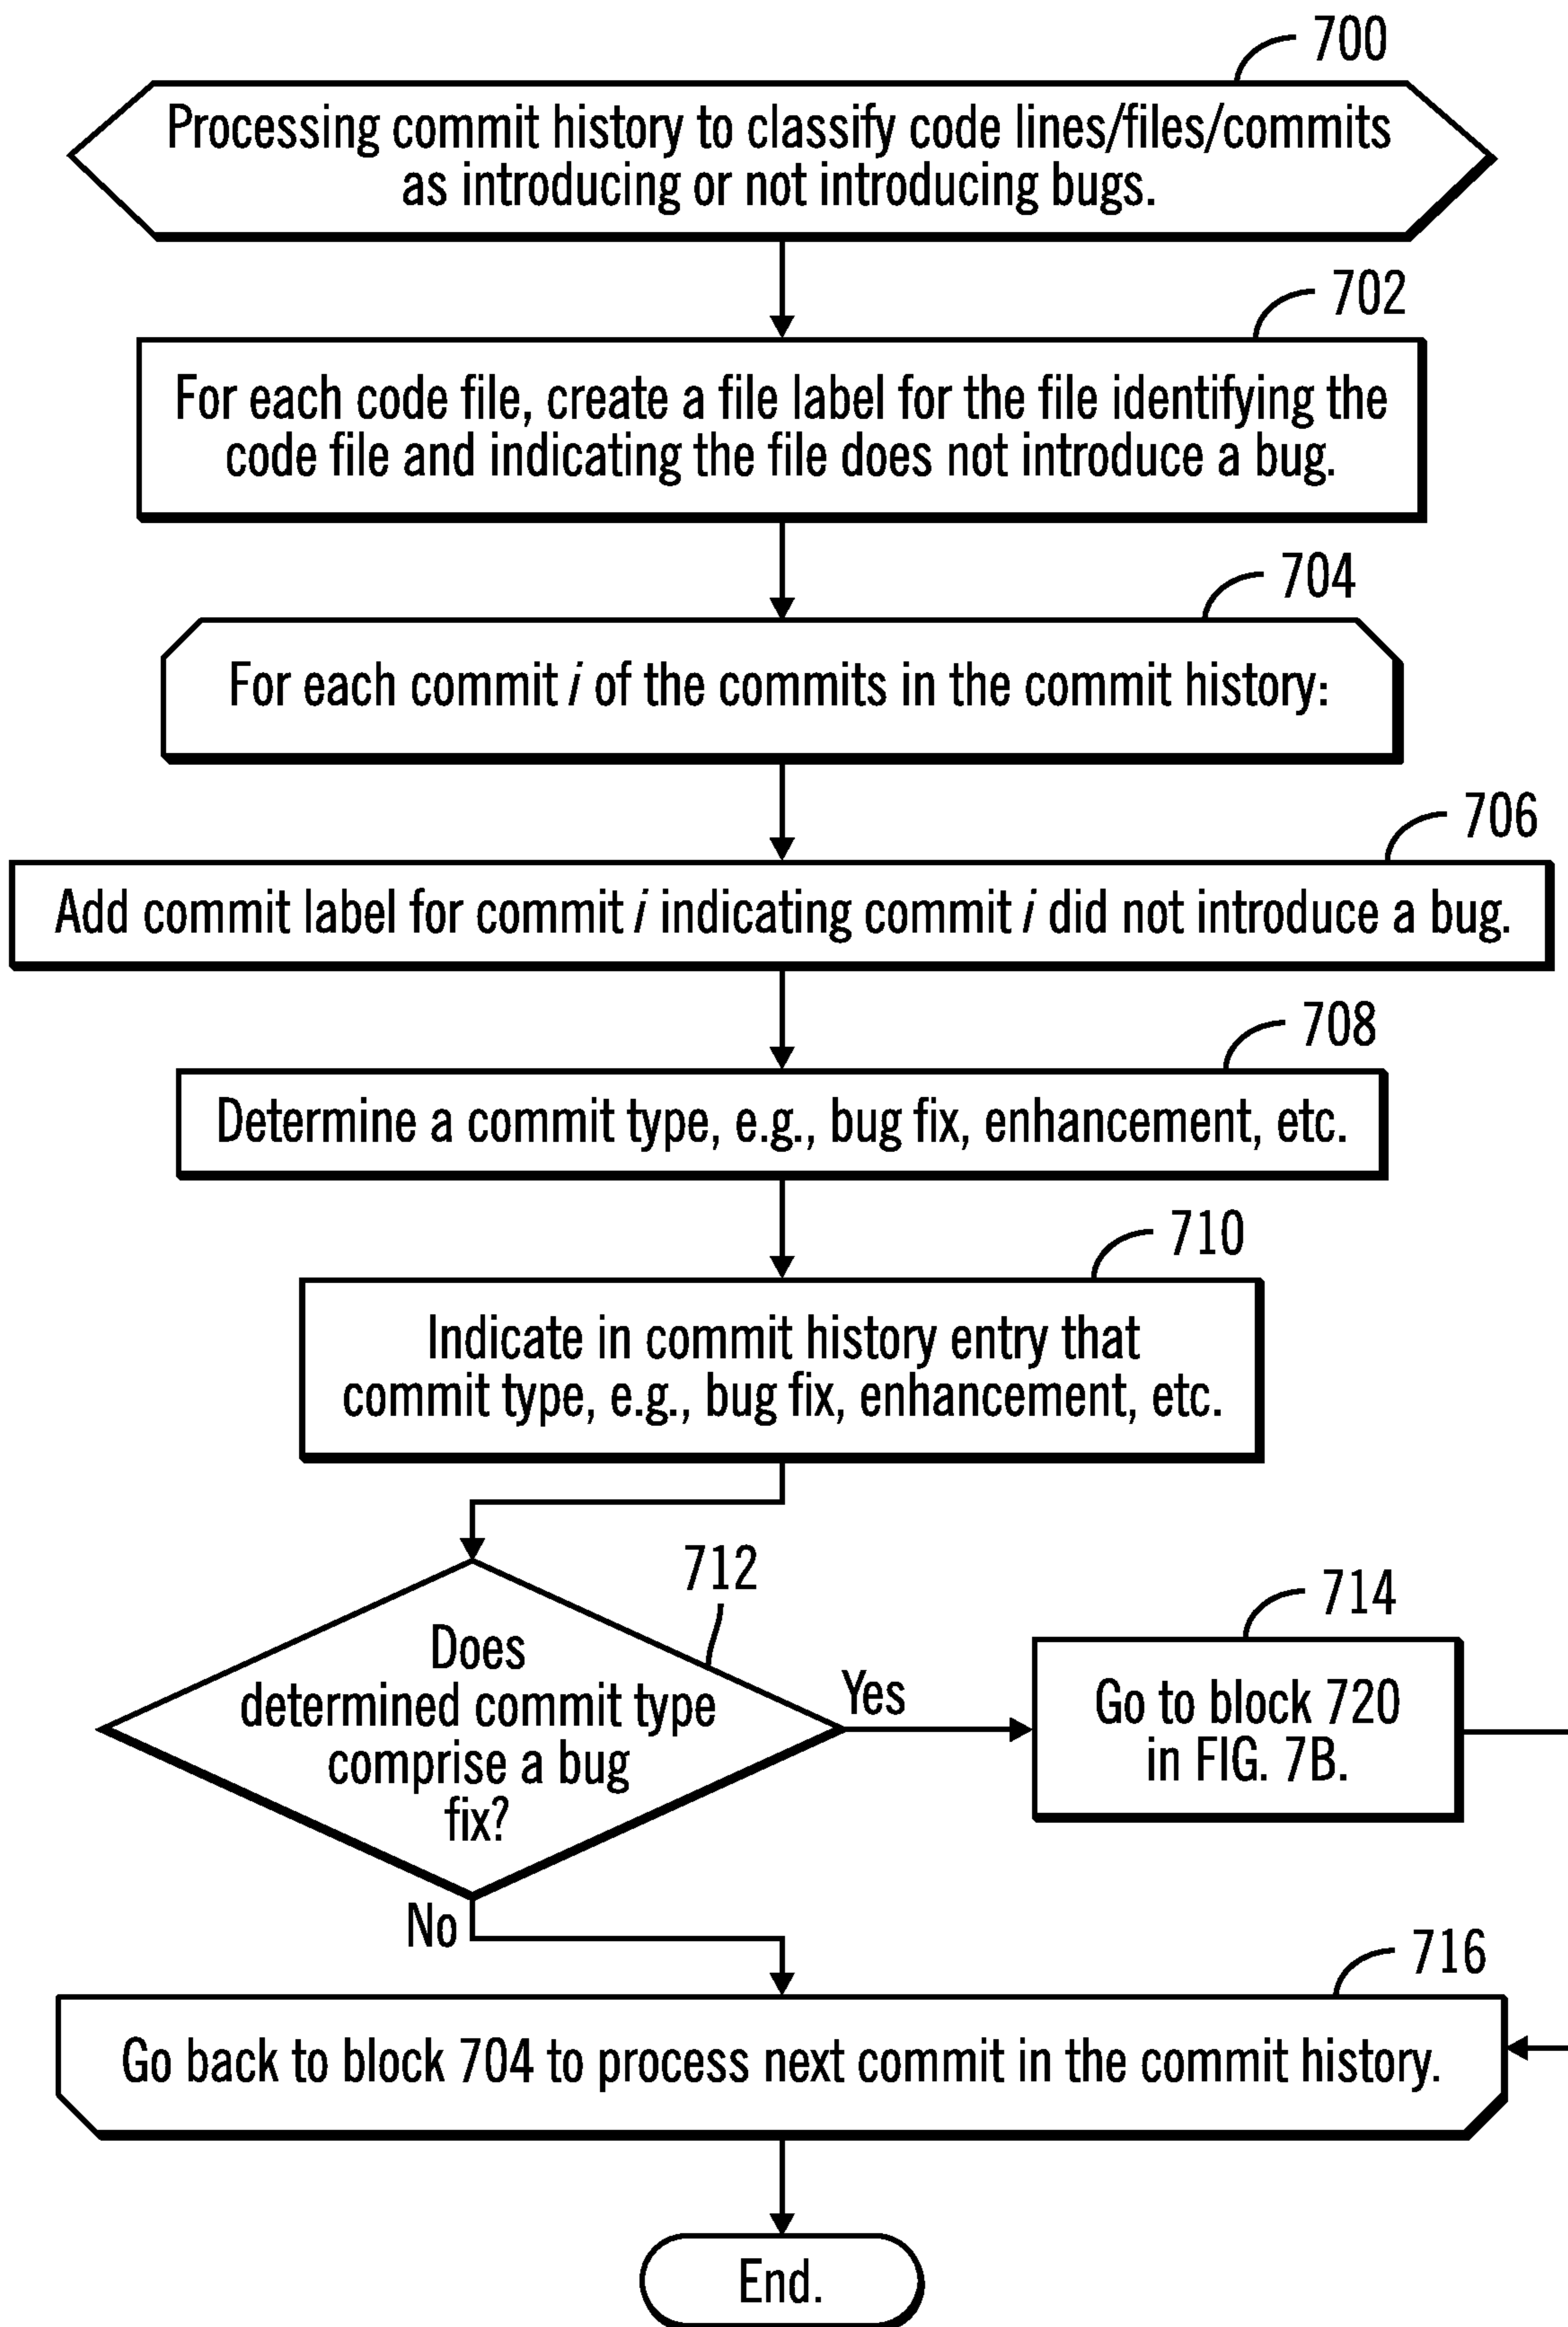 700
Processing commit history to classify code lines/files/commits
as introducing or not introducing bugs.
702
For each code file, create a file label for the file identifying the
code file and indicating the file does not introduce a bug.
704
For each commit i of the commits in the commit history:
706
Add commit label for commit i indicating commit i did not introduce a bug.
708
Determine a commit type, e.g., bug fix, enhancement, etc.
710
Indicate in commit history entry that
commit type, e.g., bug fix, enhancement, etc.
712
Does
determined commit type
comprise a bug
fix?
Yes
714
Go to block 720
in FIG. 7B.
No
716
Go back to block 704 to process next commit in the commit history.
End.